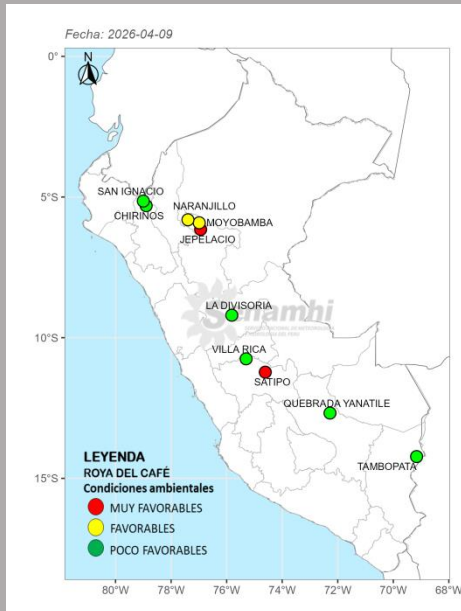 Fecha: 2026-04-09
N
0°
5°S
10°S
15°S
SAN IGNACIO
CHIRINOS
NARANJILLO
MOYOBAMBA
JEPELACIO
LA DIVISORIA
Senamhi
VILLA RICA
SATIPO
QUEBRADA YANATILE
TAMBOPATA
LEYENDA
ROYA DEL CAFÉ
Condiciones ambientales
MUY FAVORABLES
FAVORABLES
POCO FAVORABLES
80°W
78°W
76°W
74°W
72°W
70°W
68°W